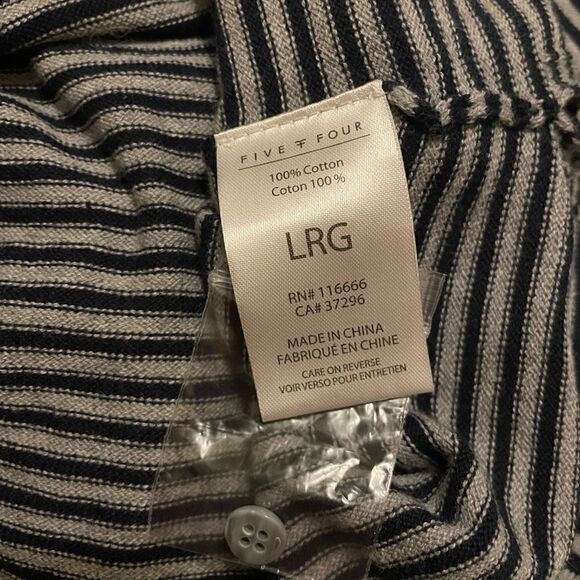 FIVE FOUR
100% Cotton
Coton 100%
LRG
RN# 116666
CA# 37296
MADE IN CHINA
FABRIQUÉ EN CHINE
CARE ON REVERSE
VOIR VERSO POUR ENTRETIEN